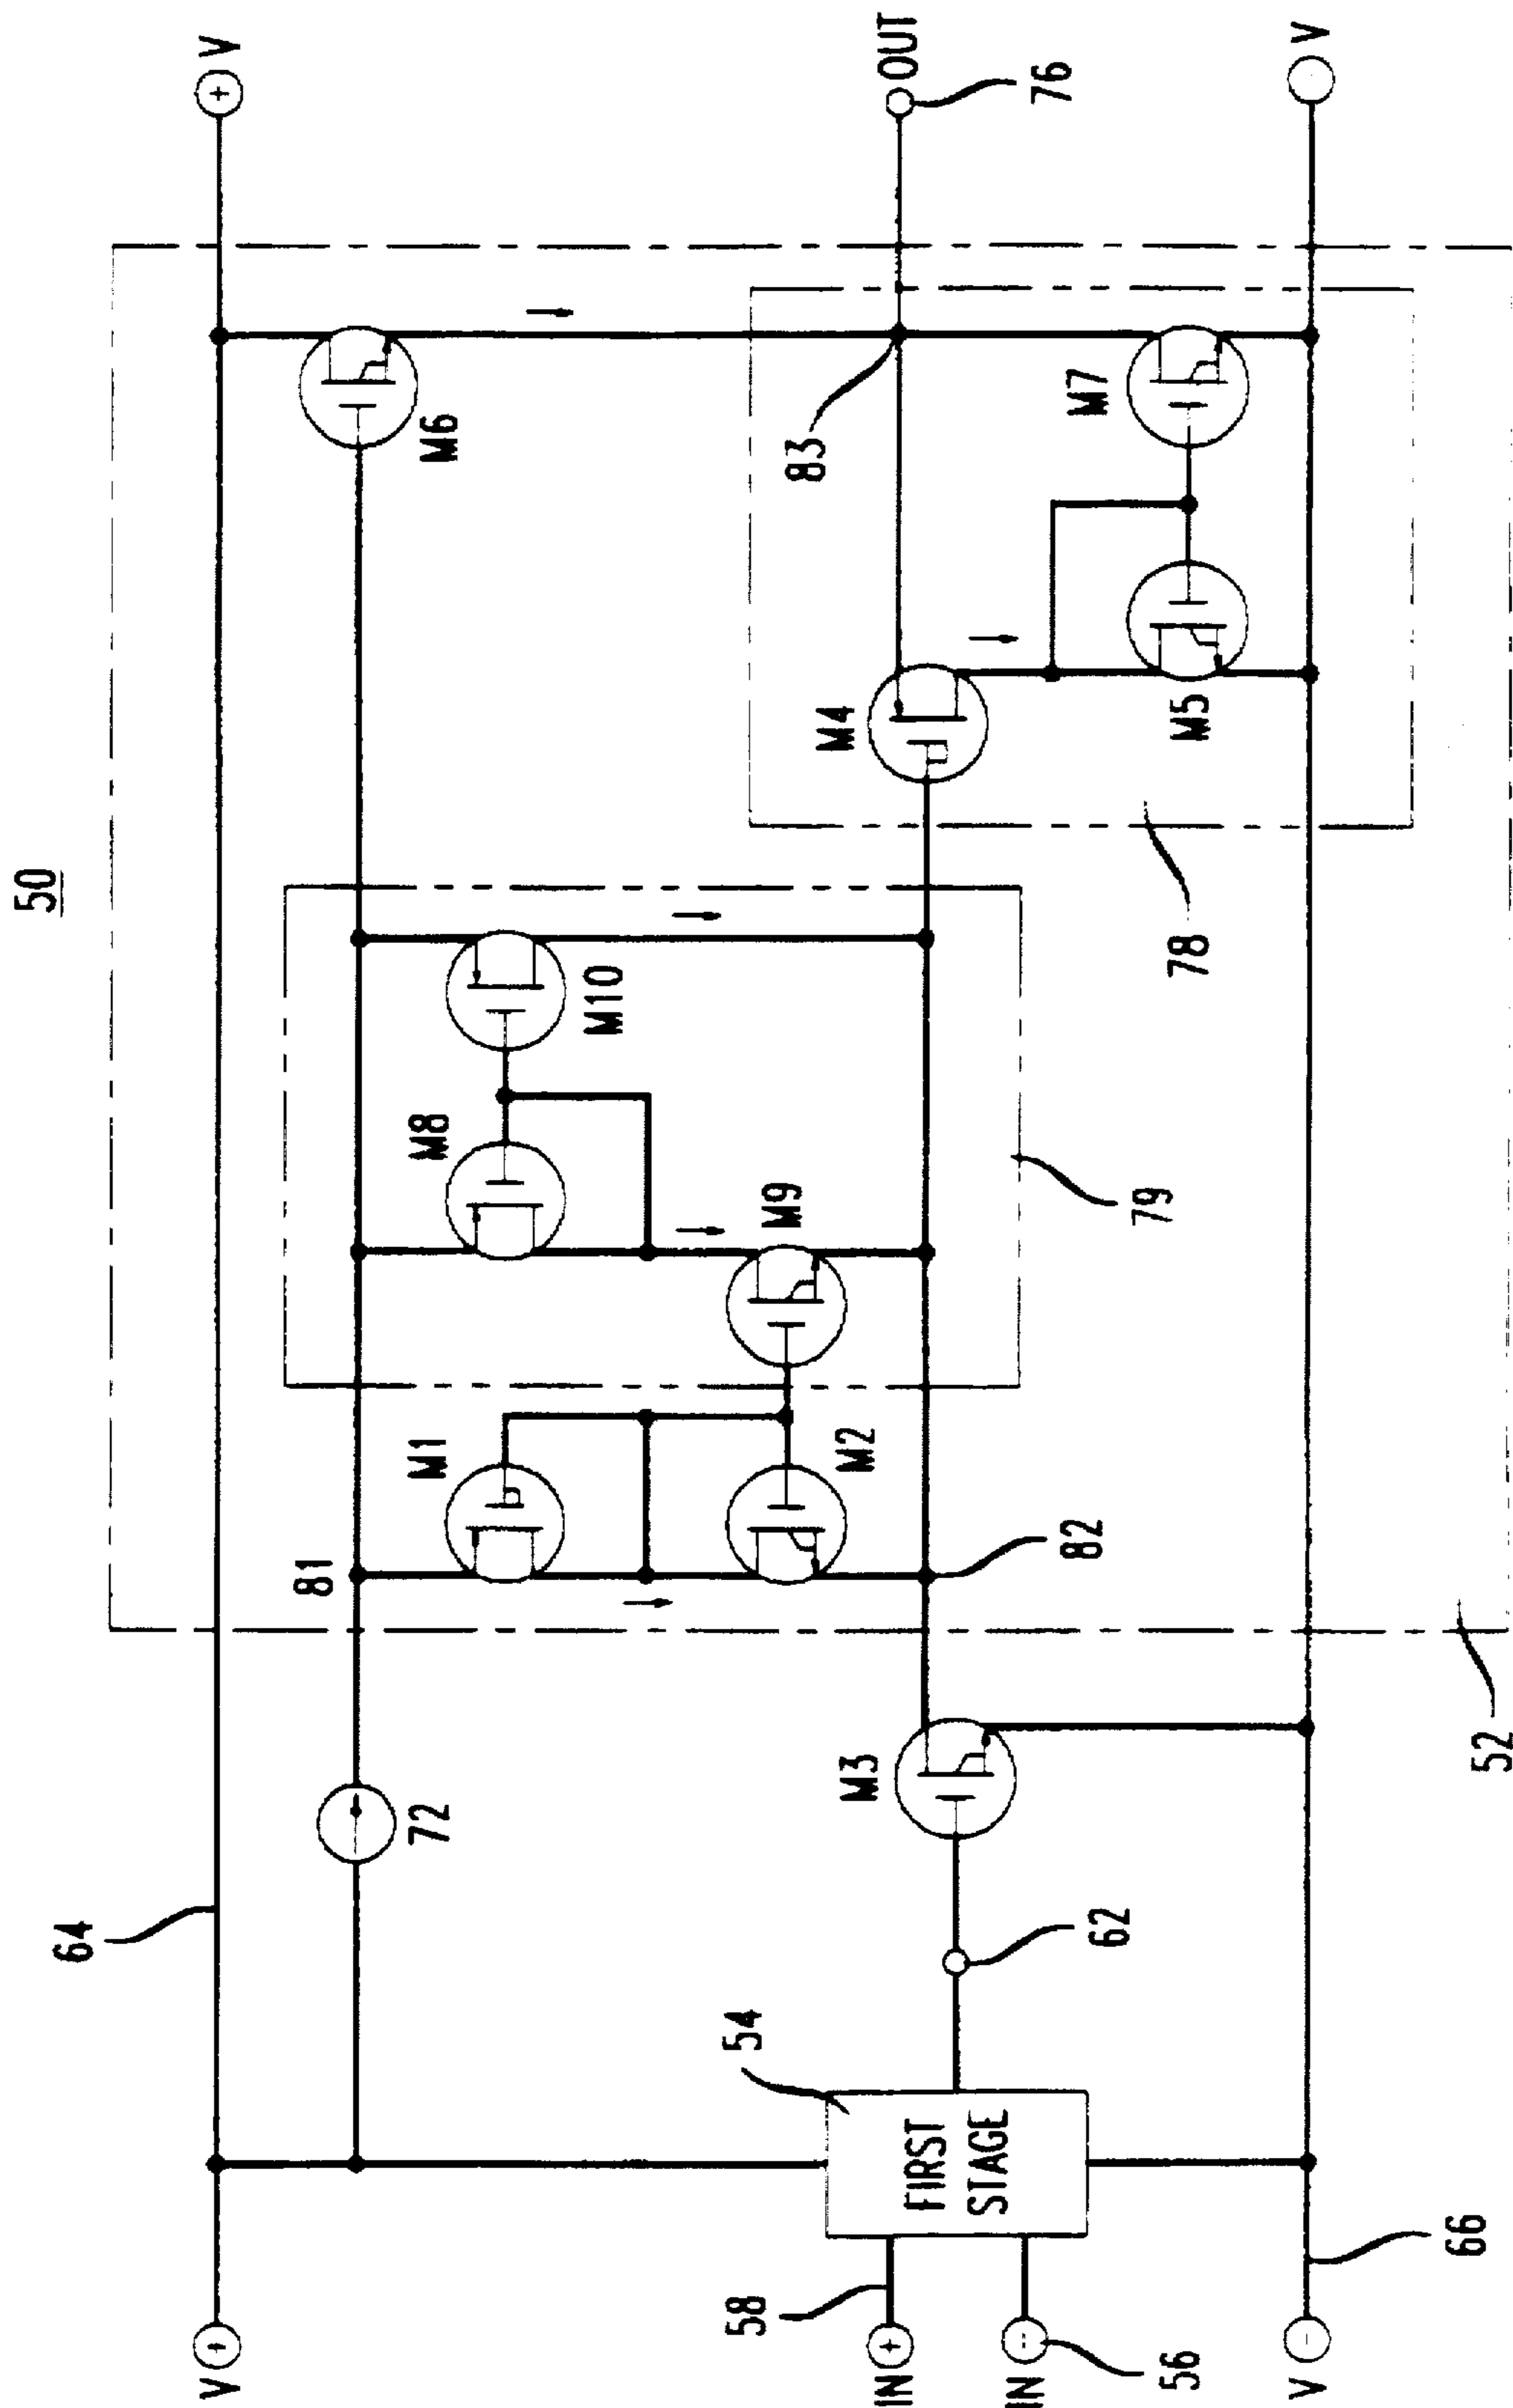 50
V +
+ V
64
72
81
M1
M8
M10
M6
M2
M9
79
82
M3
62
54
FIRST
STAGE
58
IN +
IN -
56
V -
66
52
78
M4
M5
M7
83
OUT
76
V